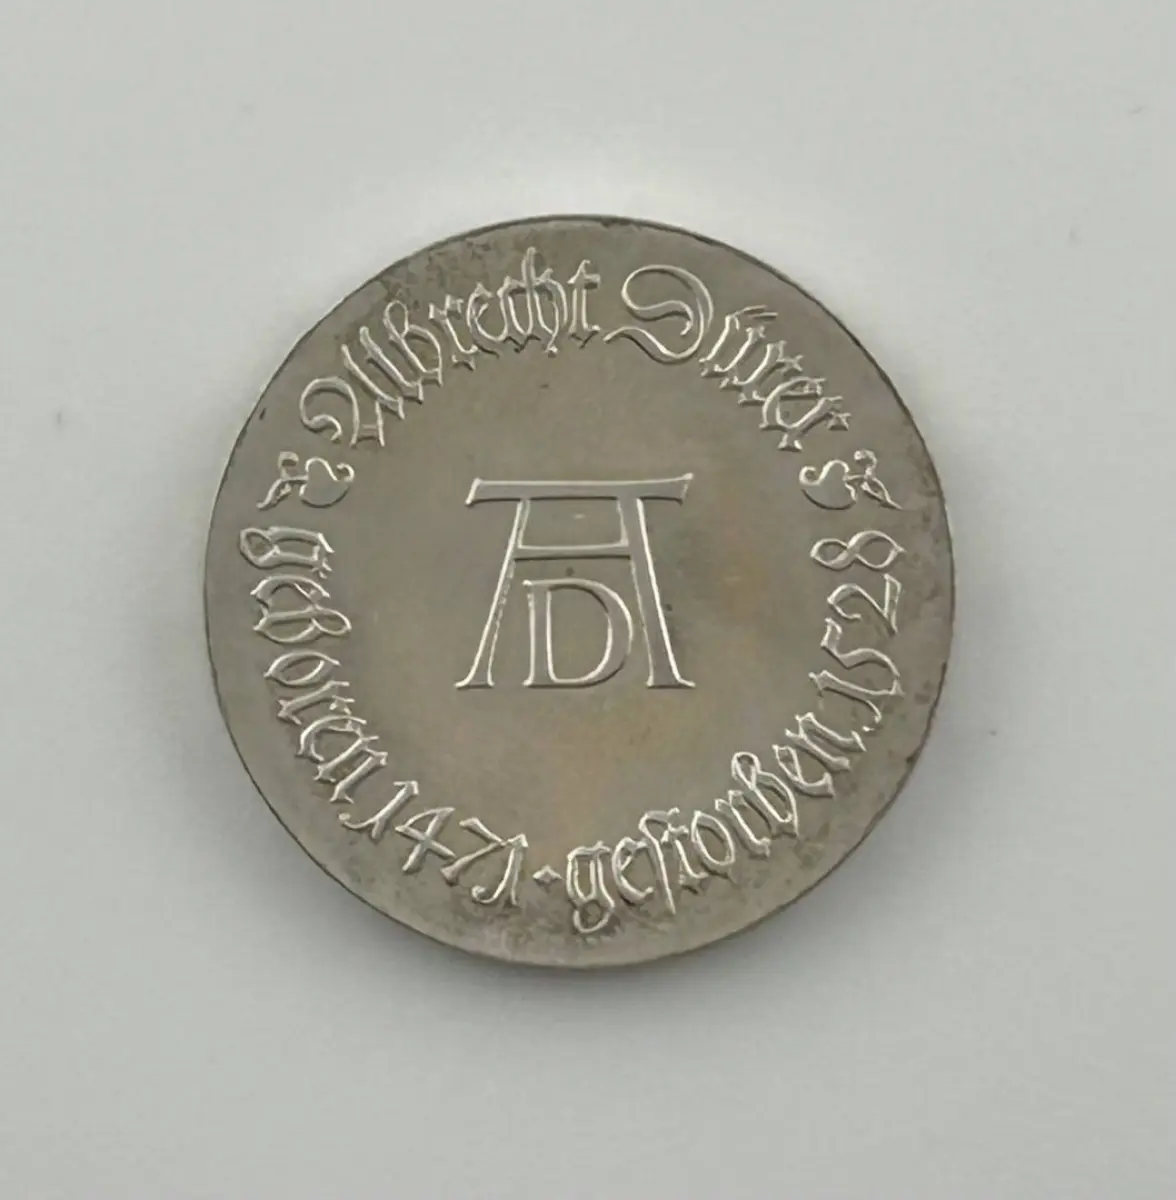 Albrecht Dürer
geboren 1471 · gestorben 1528
AD